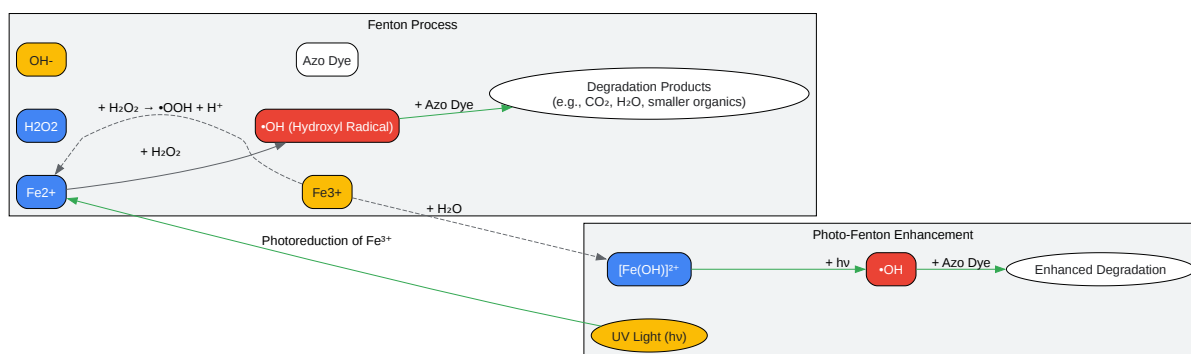 Fenton Process
OH-
Azo Dye
Degradation Products
(e.g., CO₂, H₂O, smaller organics)
+ H₂O₂ → •OOH + H⁺
+ Azo Dye
H2O2
•OH (Hydroxyl Radical)
+ H₂O₂
Fe2+
Fe3+
+ H₂O
Photoreduction of Fe³⁺
Photo-Fenton Enhancement
[Fe(OH)]²⁺
+ hν
•OH
+ Azo Dye
Enhanced Degradation
UV Light (hν)